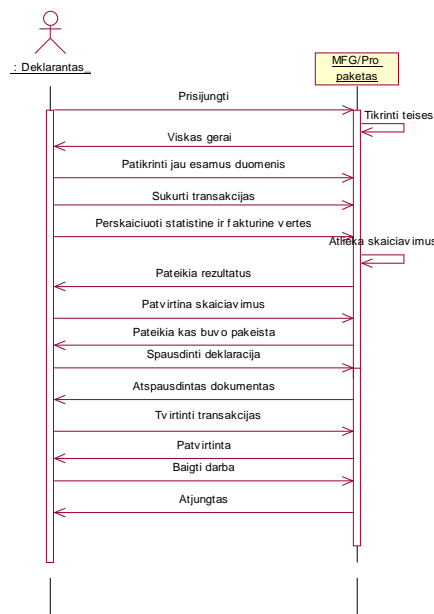 : Deklarantas_
MFG/Pro
paketas
Prisijungti
Tikrinti teises
Viskas gerai
Patikrinti jau esamus duomenis
Sukurti transakcijas
Perskaiciuoti statistine ir fakturine vertes
Atlieka skaiciavimus
Pateikia rezultatus
Patvirtina skaiciavimus
Pateikia kas buvo pakeista
Spausdinti deklaracija
Atspausdintas dokumentas
Tvirtinti transakcijas
Patvirtinta
Baigti darba
Atjungtas